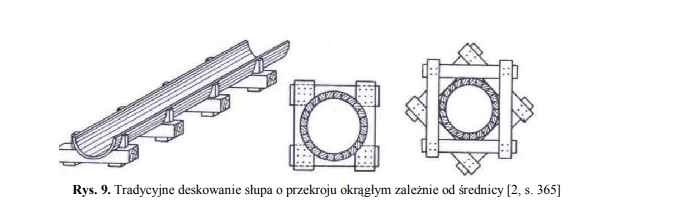 Rys. 9. Tradycyjne deskowanie słupa o przekroju okrągłym zależnie od średnicy [2, s. 365]